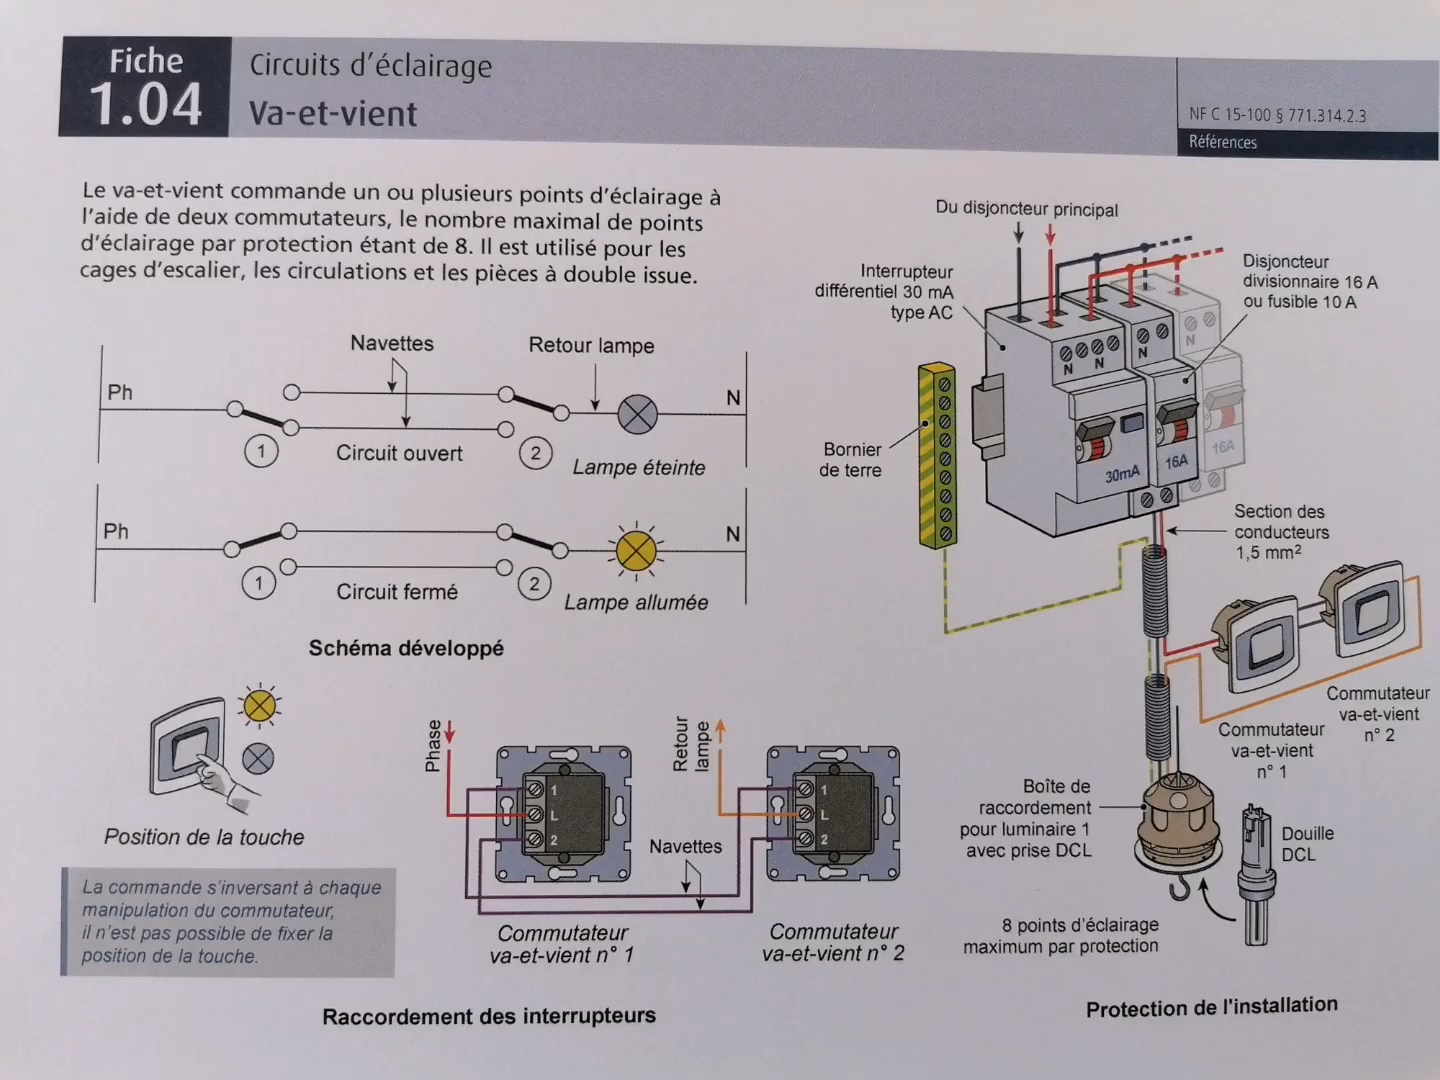 Fiche
1.04
Circuits d'éclairage
Va-et-vient
NF C 15-100 § 771.314.2.3
Références
Le va-et-vient commande un ou plusieurs points d'éclairage à
l'aide de deux commutateurs, le nombre maximal de points
d'éclairage par protection étant de 8. Il est utilisé pour les
cages d'escalier, les circulations et les pièces à double issue.
Navettes
Retour lampe
Ph
N
1
Circuit ouvert
2
Lampe éteinte
Ph
N
1
Circuit fermé
2
Lampe allumée
Schéma développé
Position de la touche
La commande s'inversant à chaque
manipulation du commutateur,
il n'est pas possible de fixer la
position de la touche.
Phase
1
L
2
Retour
lampe
1
L
2
Navettes
Commutateur
va-et-vient n° 1
Commutateur
va-et-vient n° 2
Raccordement des interrupteurs
Du disjoncteur principal
Interrupteur
différentiel 30 mA
type AC
Disjoncteur
divisionnaire 16 A
ou fusible 10 A
N
N
N
N
30mA
16A
16A
Bornier
de terre
Section des
conducteurs
1,5 mm²
Commutateur
va-et-vient
n° 1
Commutateur
va-et-vient
n° 2
Boîte de
raccordement
pour luminaire 1
avec prise DCL
Douille
DCL
8 points d'éclairage
maximum par protection
Protection de l'installation